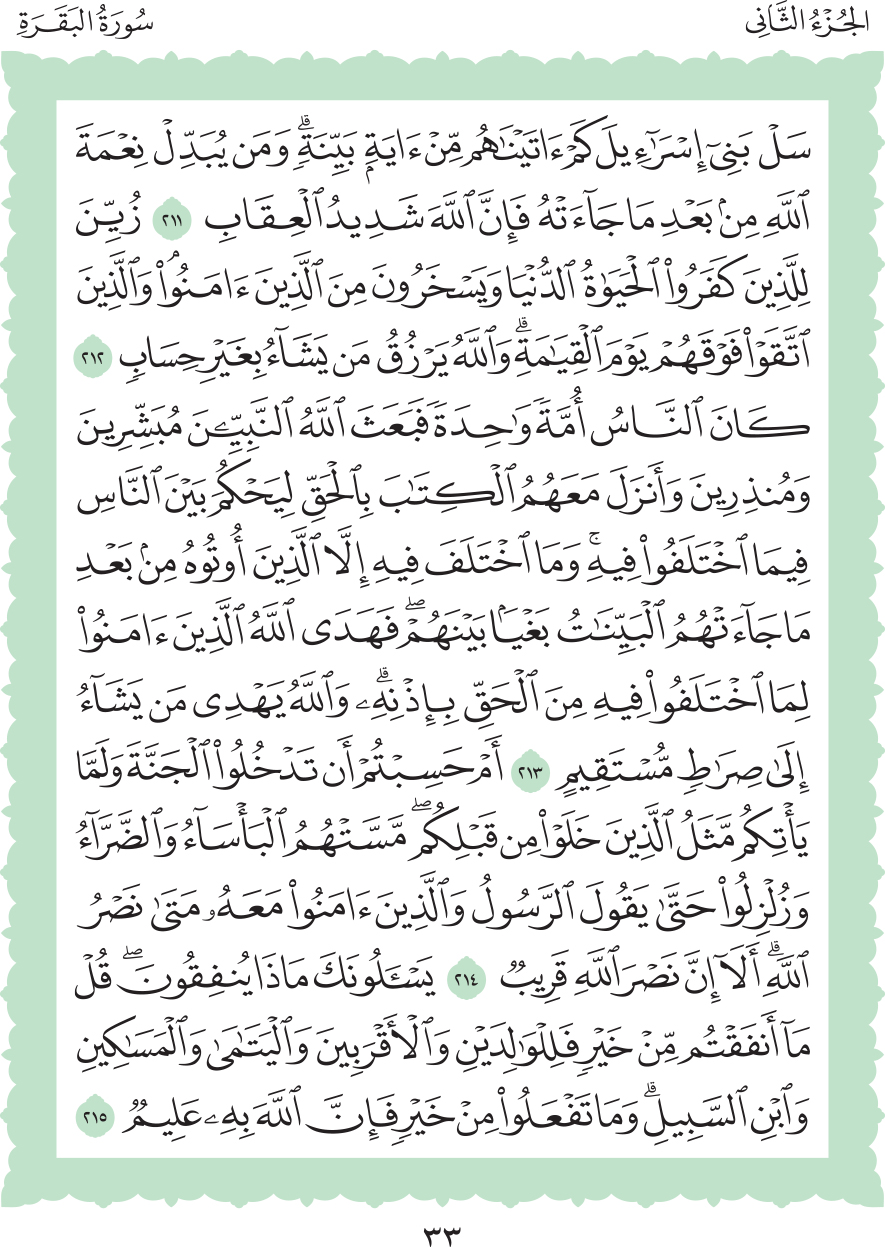 الجُزْءُ الثَّانِي
سُورَةُ البَقَرَةِ
سَلْ بَنِيٓ إِسْرَٰٓءِيلَ كَمْ ءَاتَيْنَٰهُم مِّنْ ءَايَةِۭ بَيِّنَةٖۗ وَمَن يُبَدِّلْ نِعْمَةَ
ٱللَّهِ مِنۢ بَعْدِ مَا جَآءَتْهُ فَإِنَّ ٱللَّهَ شَدِيدُ ٱلْعِقَابِ ٢١١ زُيِّنَ
لِلَّذِينَ كَفَرُوا۟ ٱلْحَيَوٰةُ ٱلدُّنْيَا وَيَسْخَرُونَ مِنَ ٱلَّذِينَ ءَامَنُوا۟ۘ وَٱلَّذِينَ
ٱتَّقَوْا۟ فَوْقَهُمْ يَوْمَ ٱلْقِيَٰمَةِۗ وَٱللَّهُ يَرْزُقُ مَن يَشَآءُ بِغَيْرِ حِسَابٖ ٢١٢
كَانَ ٱلنَّاسُ أُمَّةٗ وَٰحِدَةٗ فَبَعَثَ ٱللَّهُ ٱلنَّبِيِّۦنَ مُبَشِّرِينَ
وَمُنذِرِينَ وَأَنزَلَ مَعَهُمُ ٱلْكِتَٰبَ بِٱلْحَقِّ لِيَحْكُمَ بَيْنَ ٱلنَّاسِ
فِيمَا ٱخْتَلَفُوا۟ فِيهِۚ وَمَا ٱخْتَلَفَ فِيهِ إِلَّا ٱلَّذِينَ أُوتُوهُ مِنۢ بَعْدِ
مَا جَآءَتْهُمُ ٱلْبَيِّنَٰتُ بَغْيَۢا بَيْنَهُمْۖ فَهَدَى ٱللَّهُ ٱلَّذِينَ ءَامَنُوا۟
لِمَا ٱخْتَلَفُوا۟ فِيهِ مِنَ ٱلْحَقِّ بِإِذْنِهِۦۗ وَٱللَّهُ يَهْدِى مَن يَشَآءُ
إِلَىٰ صِرَٰطٖ مُّسْتَقِيمٍ ٢١٣ أَمْ حَسِبْتُمْ أَن تَدْخُلُوا۟ ٱلْجَنَّةَ وَلَمَّا
يَأْتِكُم مَّثَلُ ٱلَّذِينَ خَلَوْا۟ مِن قَبْلِكُمۖ مَّسَّتْهُمُ ٱلْبَأْسَآءُ وَٱلضَّرَّآءُ
وَزُلْزِلُوا۟ حَتَّىٰ يَقُولَ ٱلرَّسُولُ وَٱلَّذِينَ ءَامَنُوا۟ مَعَهُۥ مَتَىٰ نَصْرُ
ٱللَّهِۗ أَلَآ إِنَّ نَصْرَ ٱللَّهِ قَرِيبٞ ٢١٤ يَسْـَٔلُونَكَ مَاذَا يُنفِقُونَۖ قُلْ
مَآ أَنفَقْتُم مِّنْ خَيْرٖ فَلِلْوَٰلِدَيْنِ وَٱلْأَقْرَبِينَ وَٱلْيَتَٰمَىٰ وَٱلْمَسَٰكِينِ
وَٱبْنِ ٱلسَّبِيلِۗ وَمَا تَفْعَلُوا۟ مِنْ خَيْرٖ فَإِنَّ ٱللَّهَ بِهِۦ عَلِيمٞ ٢١٥
٣٣